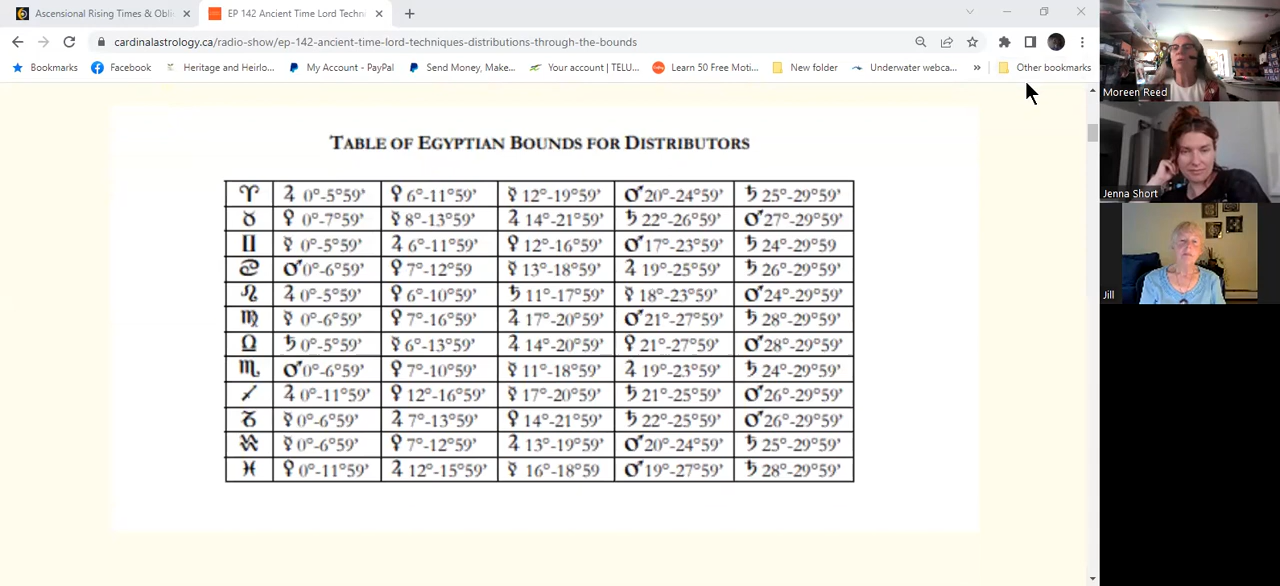 Ascensional Rising Times & Obli
EP 142 Ancient Time Lord Techni
cardinalastrology.ca/radio-show/ep-142-ancient-time-lord-techniques-distributions-through-the-bounds
Bookmarks Facebook Heritage and Heirlo... My Account - PayPal Send Money, Make... Your account | TELU... Learn 50 Free Moti... New folder Underwater webca... » Other bookmarks
Moreen Reed
Jenna Short
Jill
TABLE OF EGYPTIAN BOUNDS FOR DISTRIBUTORS
♈ ♃ 0°-5°59' ♀ 6°-11°59' ☿ 12°-19°59' ♂ 20°-24°59' ♄ 25°-29°59'
♉ ♀ 0°-7°59' ☿ 8°-13°59' ♃ 14°-21°59' ♄ 22°-26°59' ♂ 27°-29°59'
♊ ☿ 0°-5°59' ♃ 6°-11°59' ♀ 12°-16°59' ♂ 17°-23°59' ♄ 24°-29°59
♋ ♂ 0°-6°59' ♀ 7°-12°59 ☿ 13°-18°59' ♃ 19°-25°59' ♄ 26°-29°59'
♌ ♃ 0°-5°59' ♀ 6°-10°59' ♄ 11°-17°59' ☿ 18°-23°59' ♂ 24°-29°59'
♍ ☿ 0°-6°59' ♀ 7°-16°59' ♃ 17°-20°59' ♂ 21°-27°59' ♄ 28°-29°59'
♎ ♄ 0°-5°59' ☿ 6°-13°59' ♃ 14°-20°59' ♀ 21°-27°59' ♂ 28°-29°59'
♏ ♂ 0°-6°59' ♀ 7°-10°59' ☿ 11°-18°59' ♃ 19°-23°59' ♄ 24°-29°59'
♐ ♃ 0°-11°59' ♀ 12°-16°59' ☿ 17°-20°59' ♄ 21°-25°59' ♂ 26°-29°59'
♑ ☿ 0°-6°59' ♃ 7°-13°59' ♀ 14°-21°59' ♄ 22°-25°59' ♂ 26°-29°59'
♒ ☿ 0°-6°59' ♀ 7°-12°59' ♃ 13°-19°59' ♂ 20°-24°59' ♄ 25°-29°59'
♓ ♀ 0°-11°59' ♃ 12°-15°59' ☿ 16°-18°59 ♂ 19°-27°59' ♄ 28°-29°59'